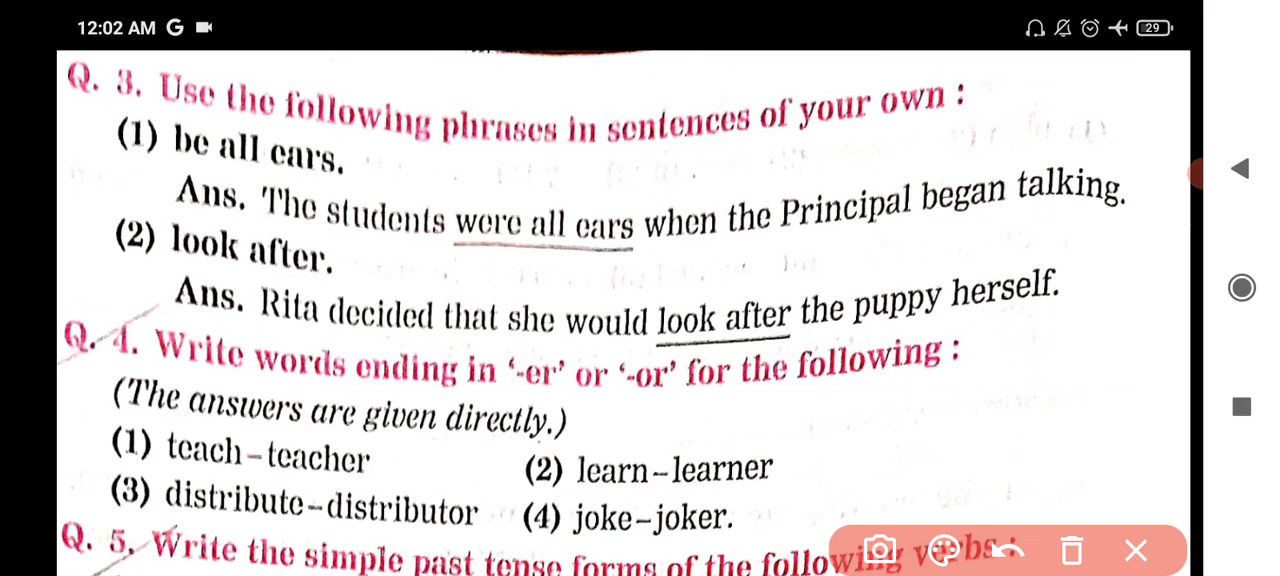 12:02 AM G
29
Q. 3. Use the following phrases in sentences of your own :
(1) be all ears.
Ans. The students were all ears when the Principal began talking.
(2) look after.
Ans. Rita decided that she would look after the puppy herself.
Q. 4. Write words ending in ‘-er’ or ‘-or’ for the following :
(The answers are given directly.)
(1) teach – teacher (2) learn – learner
(3) distribute – distributor (4) joke – joker.
Q. 5. Write the simple past tense forms of the following verbs :